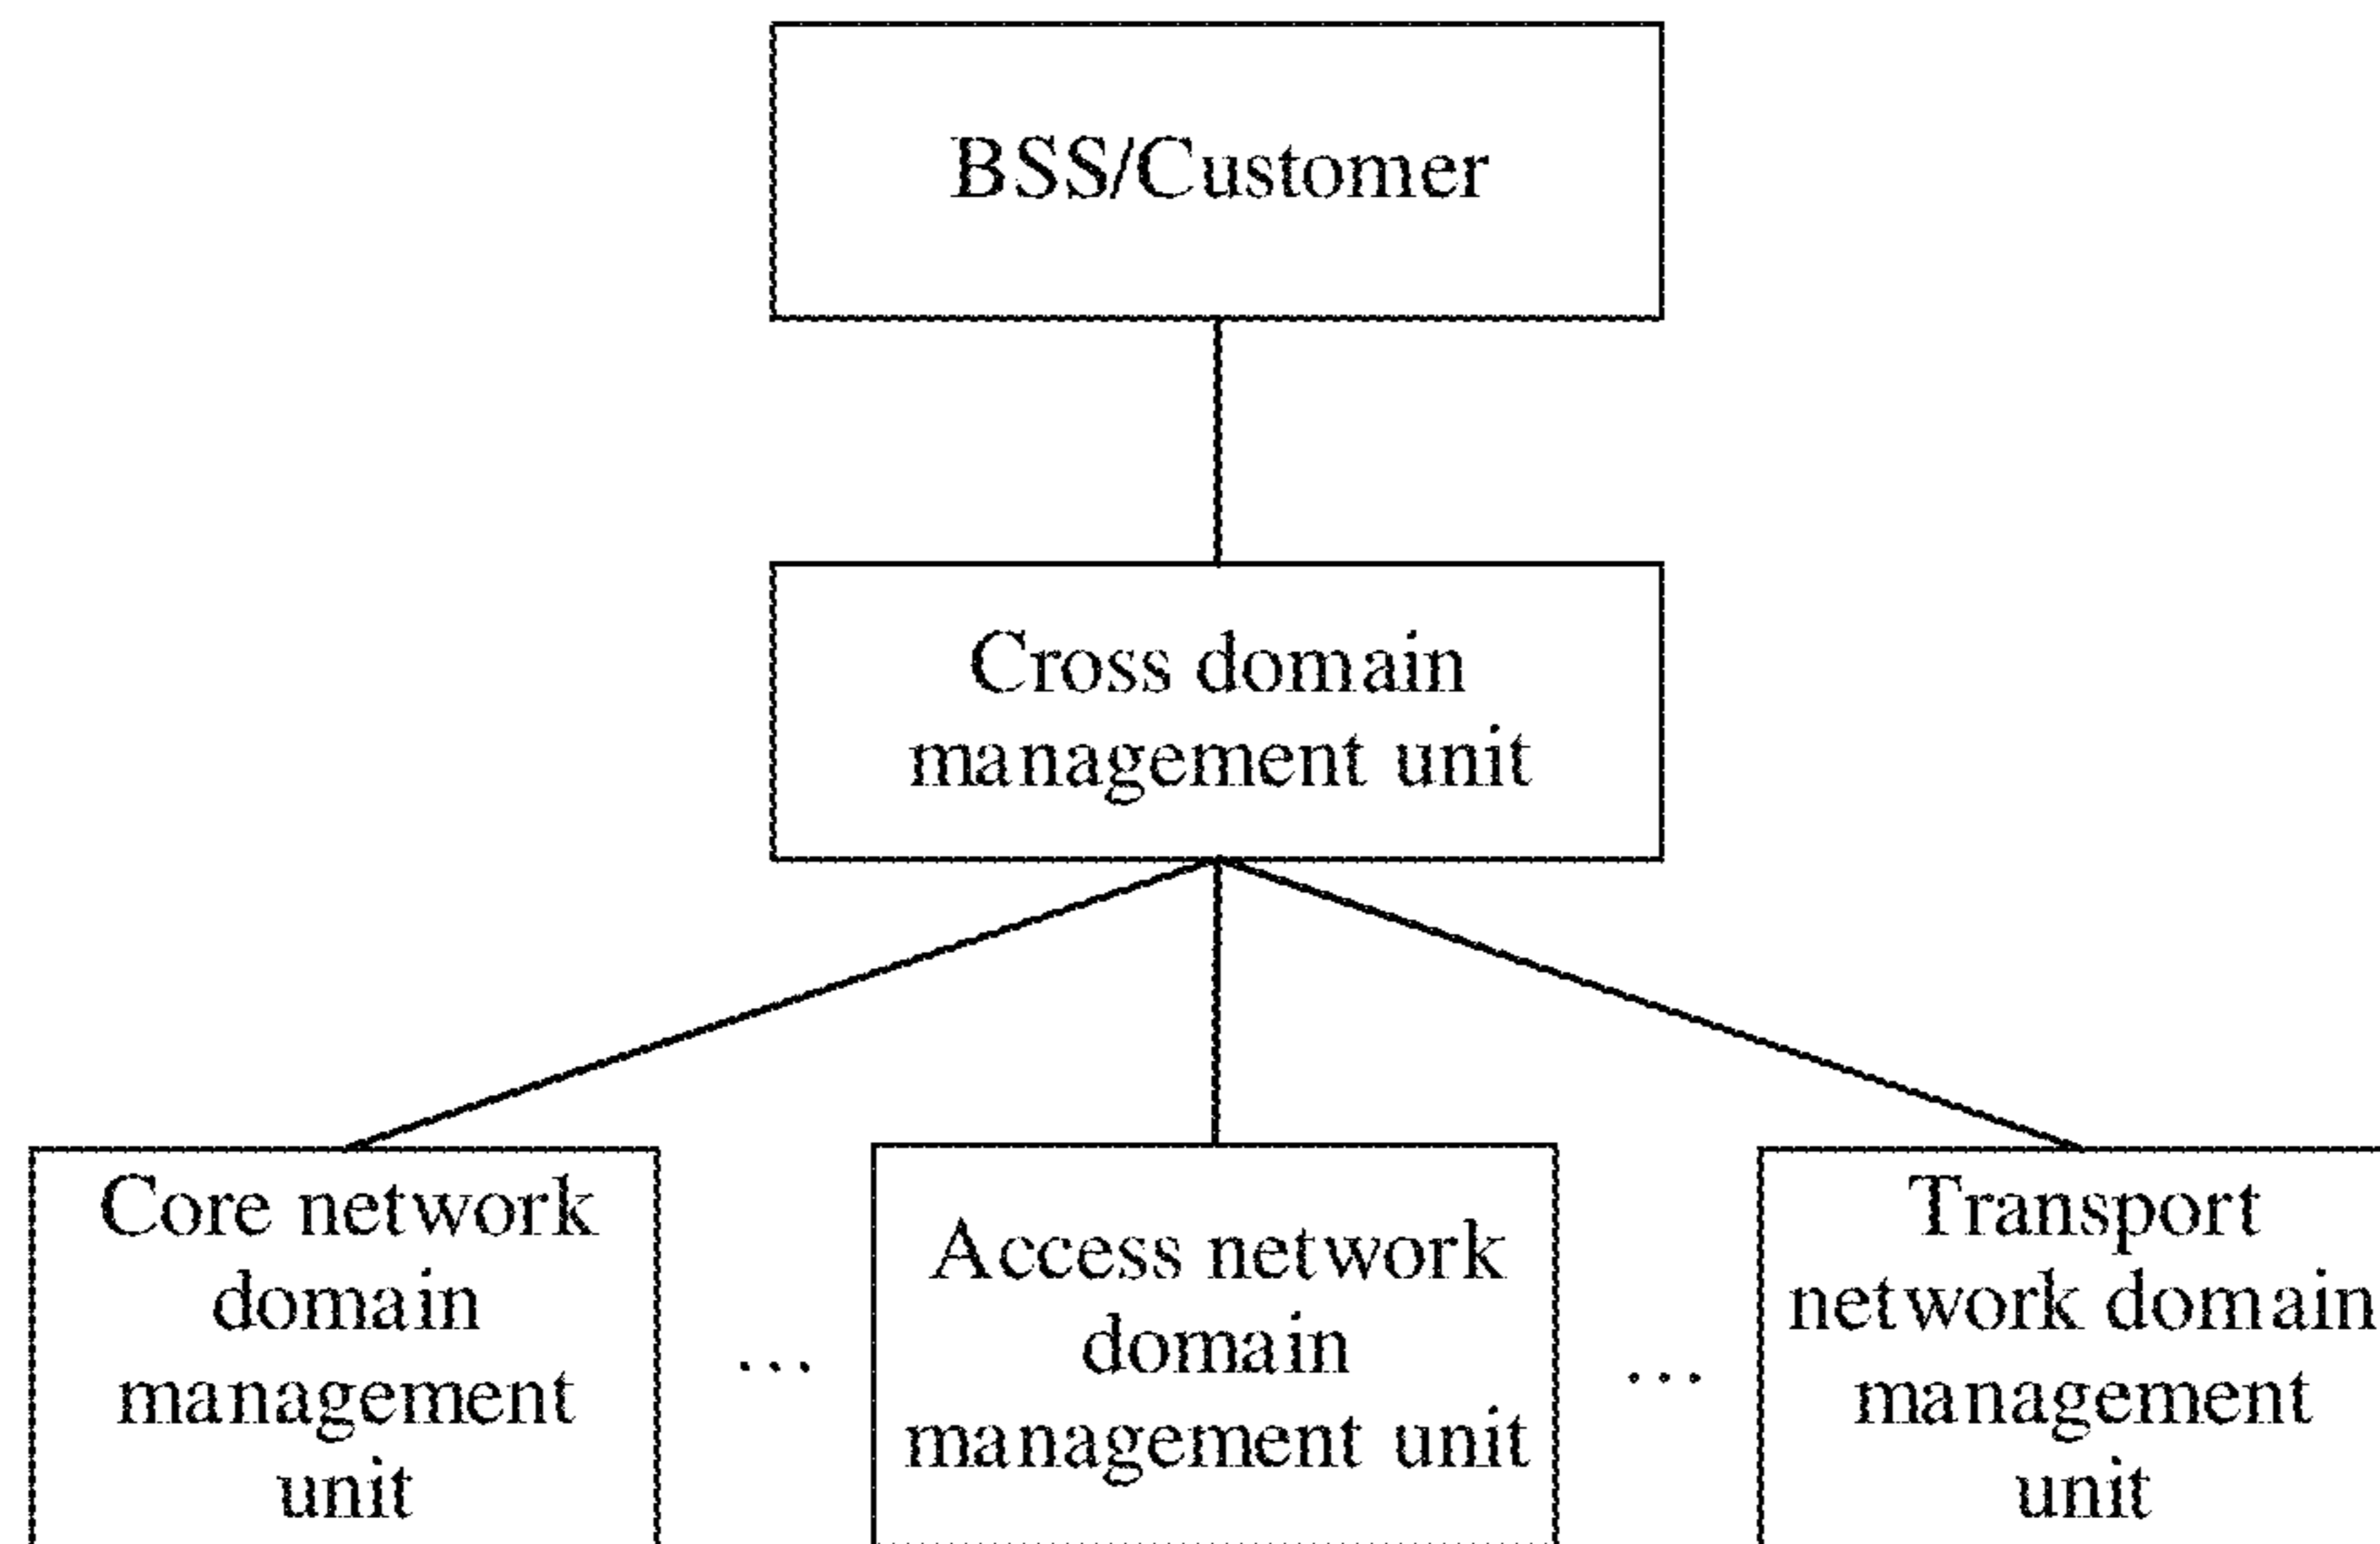 BSS/Customer
Cross domain
management unit
Core network
domain
management
unit
...
Access network
domain
management unit
...
Transport
network domain
management
unit